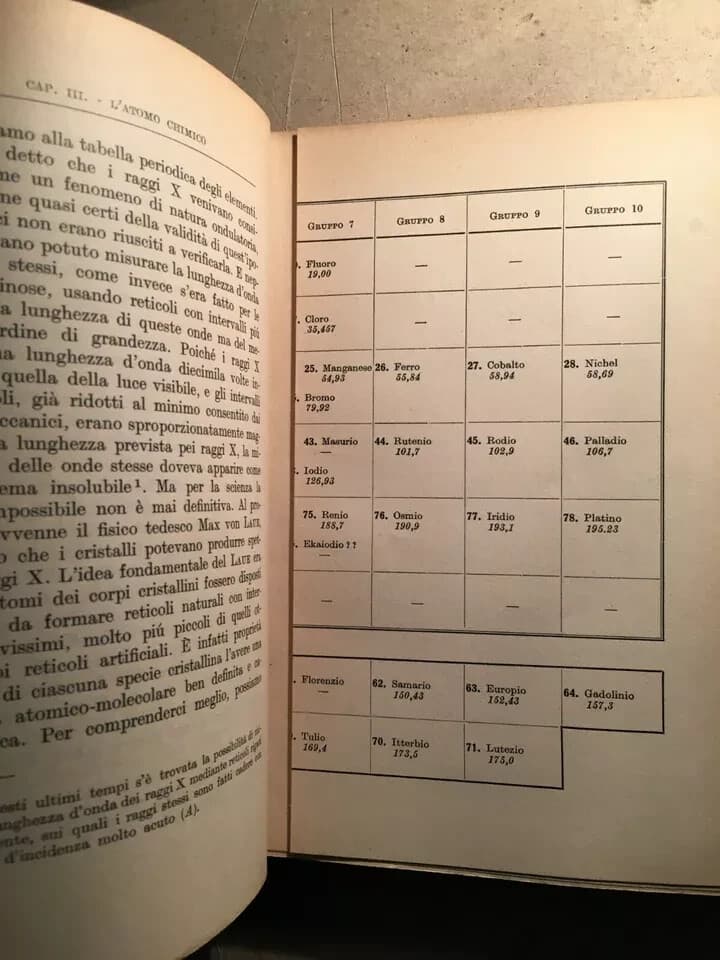 CAP. III. - L'ATOMO CHIMICO
amo alla tabella periodica degli elementi.
detto che i raggi X venivano consi-
me un fenomeno di natura ondulatoria,
ne quasi certi della validità di quest'ipo-
i non erano riusciti a verificarla. E nep-
ano potuto misurare la lunghezza d'onda
stessi, come invece s'era fatto per le
inose, usando reticoli con intervalli più
a lunghezza di queste onde ma del me-
rdine di grandezza. Poiché i raggi X
na lunghezza d'onda diecimila volte in-
quella della luce visibile, e gli intervalli
li, già ridotti al minimo consentito dai
ccanici, erano sproporzionatamente mag-
a lunghezza prevista pei raggi X, la mi-
delle onde stesse doveva apparire come
ema insolubile¹. Ma per la scienza la
mpossibile non è mai definitiva. Al pro-
vvenne il fisico tedesco Max von LAUE,
o che i cristalli potevano produrre spet-
gi X. L'idea fondamentale del LAUE era
tomi dei corpi cristallini fossero disposti
da formare reticoli naturali con inter-
vissimi, molto piú piccoli di quelli ot-
i reticoli artificiali. È infatti proprietà
di ciascuna specie cristallina l'avere una
atomico-molecolare ben definita e ca-
ca. Per comprenderci meglio, possiamo
esti ultimi tempi s'è trovata la possibilità di mi-
unghezza d'onda dei raggi X mediante reticoli rigati
ente, sui quali i raggi stessi sono fatti cadere con
d'incidenza molto acuto (A).
GRUPPO 7 GRUPPO 8 GRUPPO 9 GRUPPO 10
. Fluoro — — —
19,00
. Cloro — — —
35,457
25. Manganese 26. Ferro 27. Cobalto 28. Nichel
54,93 55,84 58,94 58,69
. Bromo
79,92
43. Masurio 44. Rutenio 45. Rodio 46. Palladio
— 101,7 102,9 106,7
. Iodio
126,93
75. Renio 76. Osmio 77. Iridio 78. Platino
188,7 190,9 193,1 195.23
. Ekaiodio ??
—
— — — —
. Florenzio 62. Samario 63. Europio 64. Gadolinio
— 150,43 152,43 157,3
. Tulio 70. Itterbio 71. Lutezio
169,4 173,5 175,0